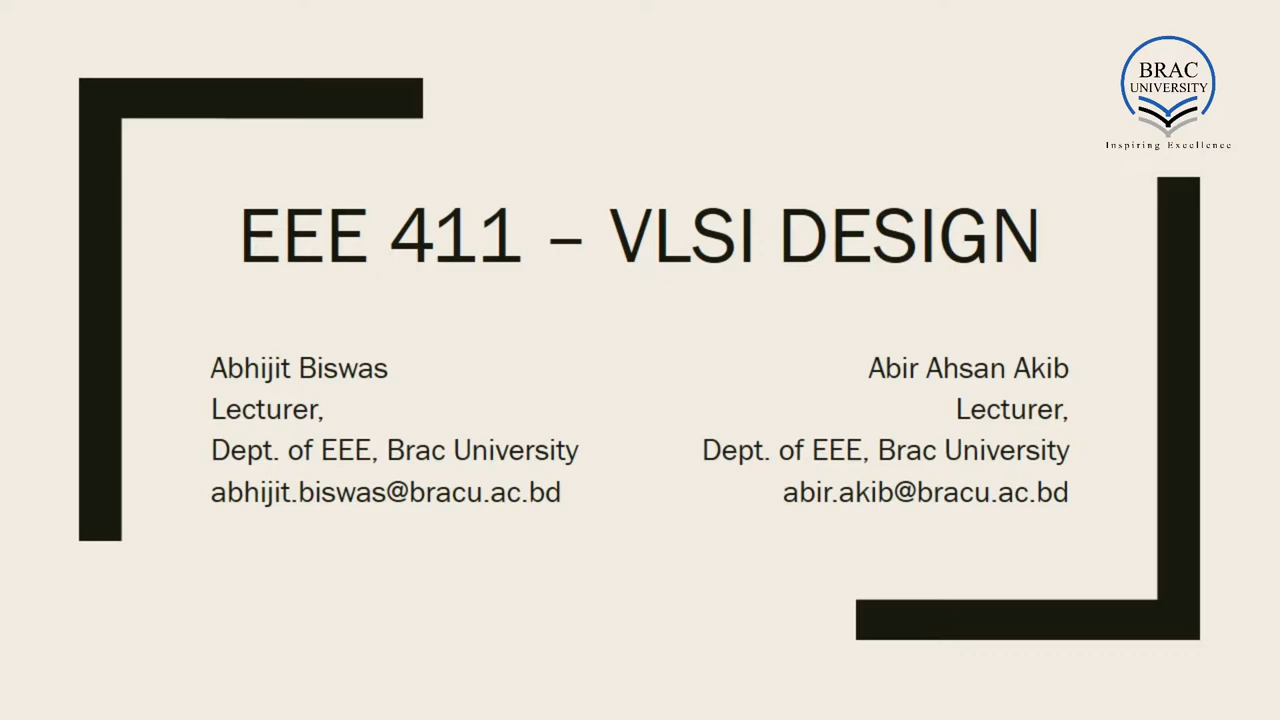 BRAC
UNIVERSITY
Inspiring Excellence
EEE 411 – VLSI DESIGN
Abhijit Biswas
Lecturer,
Dept. of EEE, Brac University
abhijit.biswas@bracu.ac.bd
Abir Ahsan Akib
Lecturer,
Dept. of EEE, Brac University
abir.akib@bracu.ac.bd